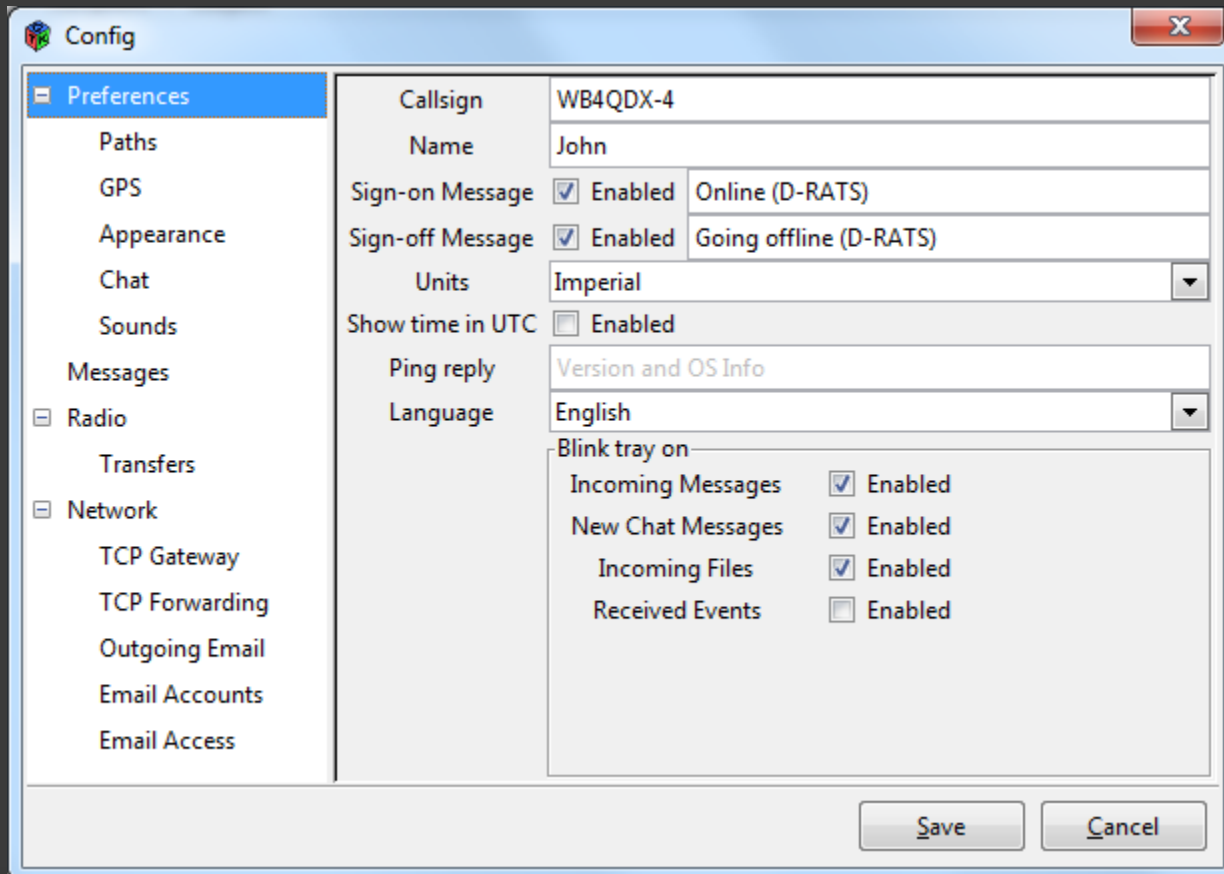 Config
Preferences
Paths
GPS
Appearance
Chat
Sounds
Messages
Radio
Transfers
Network
TCP Gateway
TCP Forwarding
Outgoing Email
Email Accounts
Email Access
Callsign WB4QDX-4
Name John
Sign-on Message Enabled Online (D-RATS)
Sign-off Message Enabled Going offline (D-RATS)
Units Imperial
Show time in UTC Enabled
Ping reply Version and OS Info
Language English
Blink tray on
Incoming Messages Enabled
New Chat Messages Enabled
Incoming Files Enabled
Received Events Enabled
Save Cancel